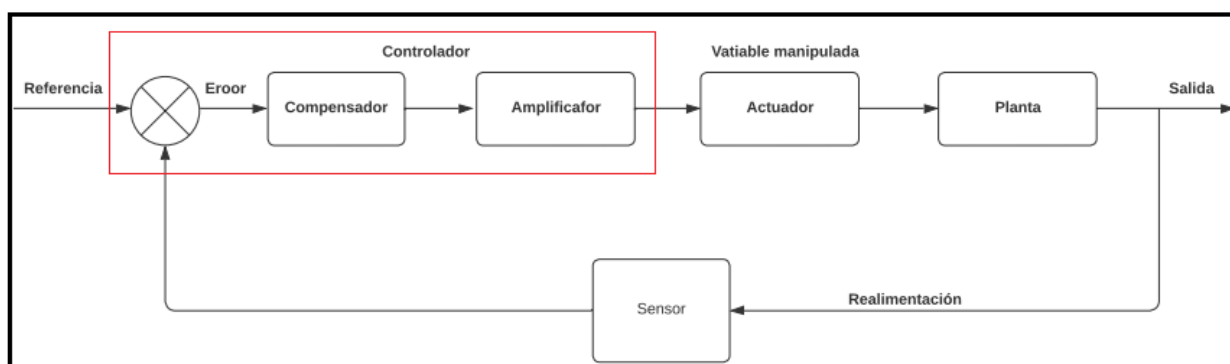 Controlador
Vatiable manipulada
Referencia
Eroor
Salida
Compensador
Amplificafor
Actuador
Planta
Realimentación
Sensor